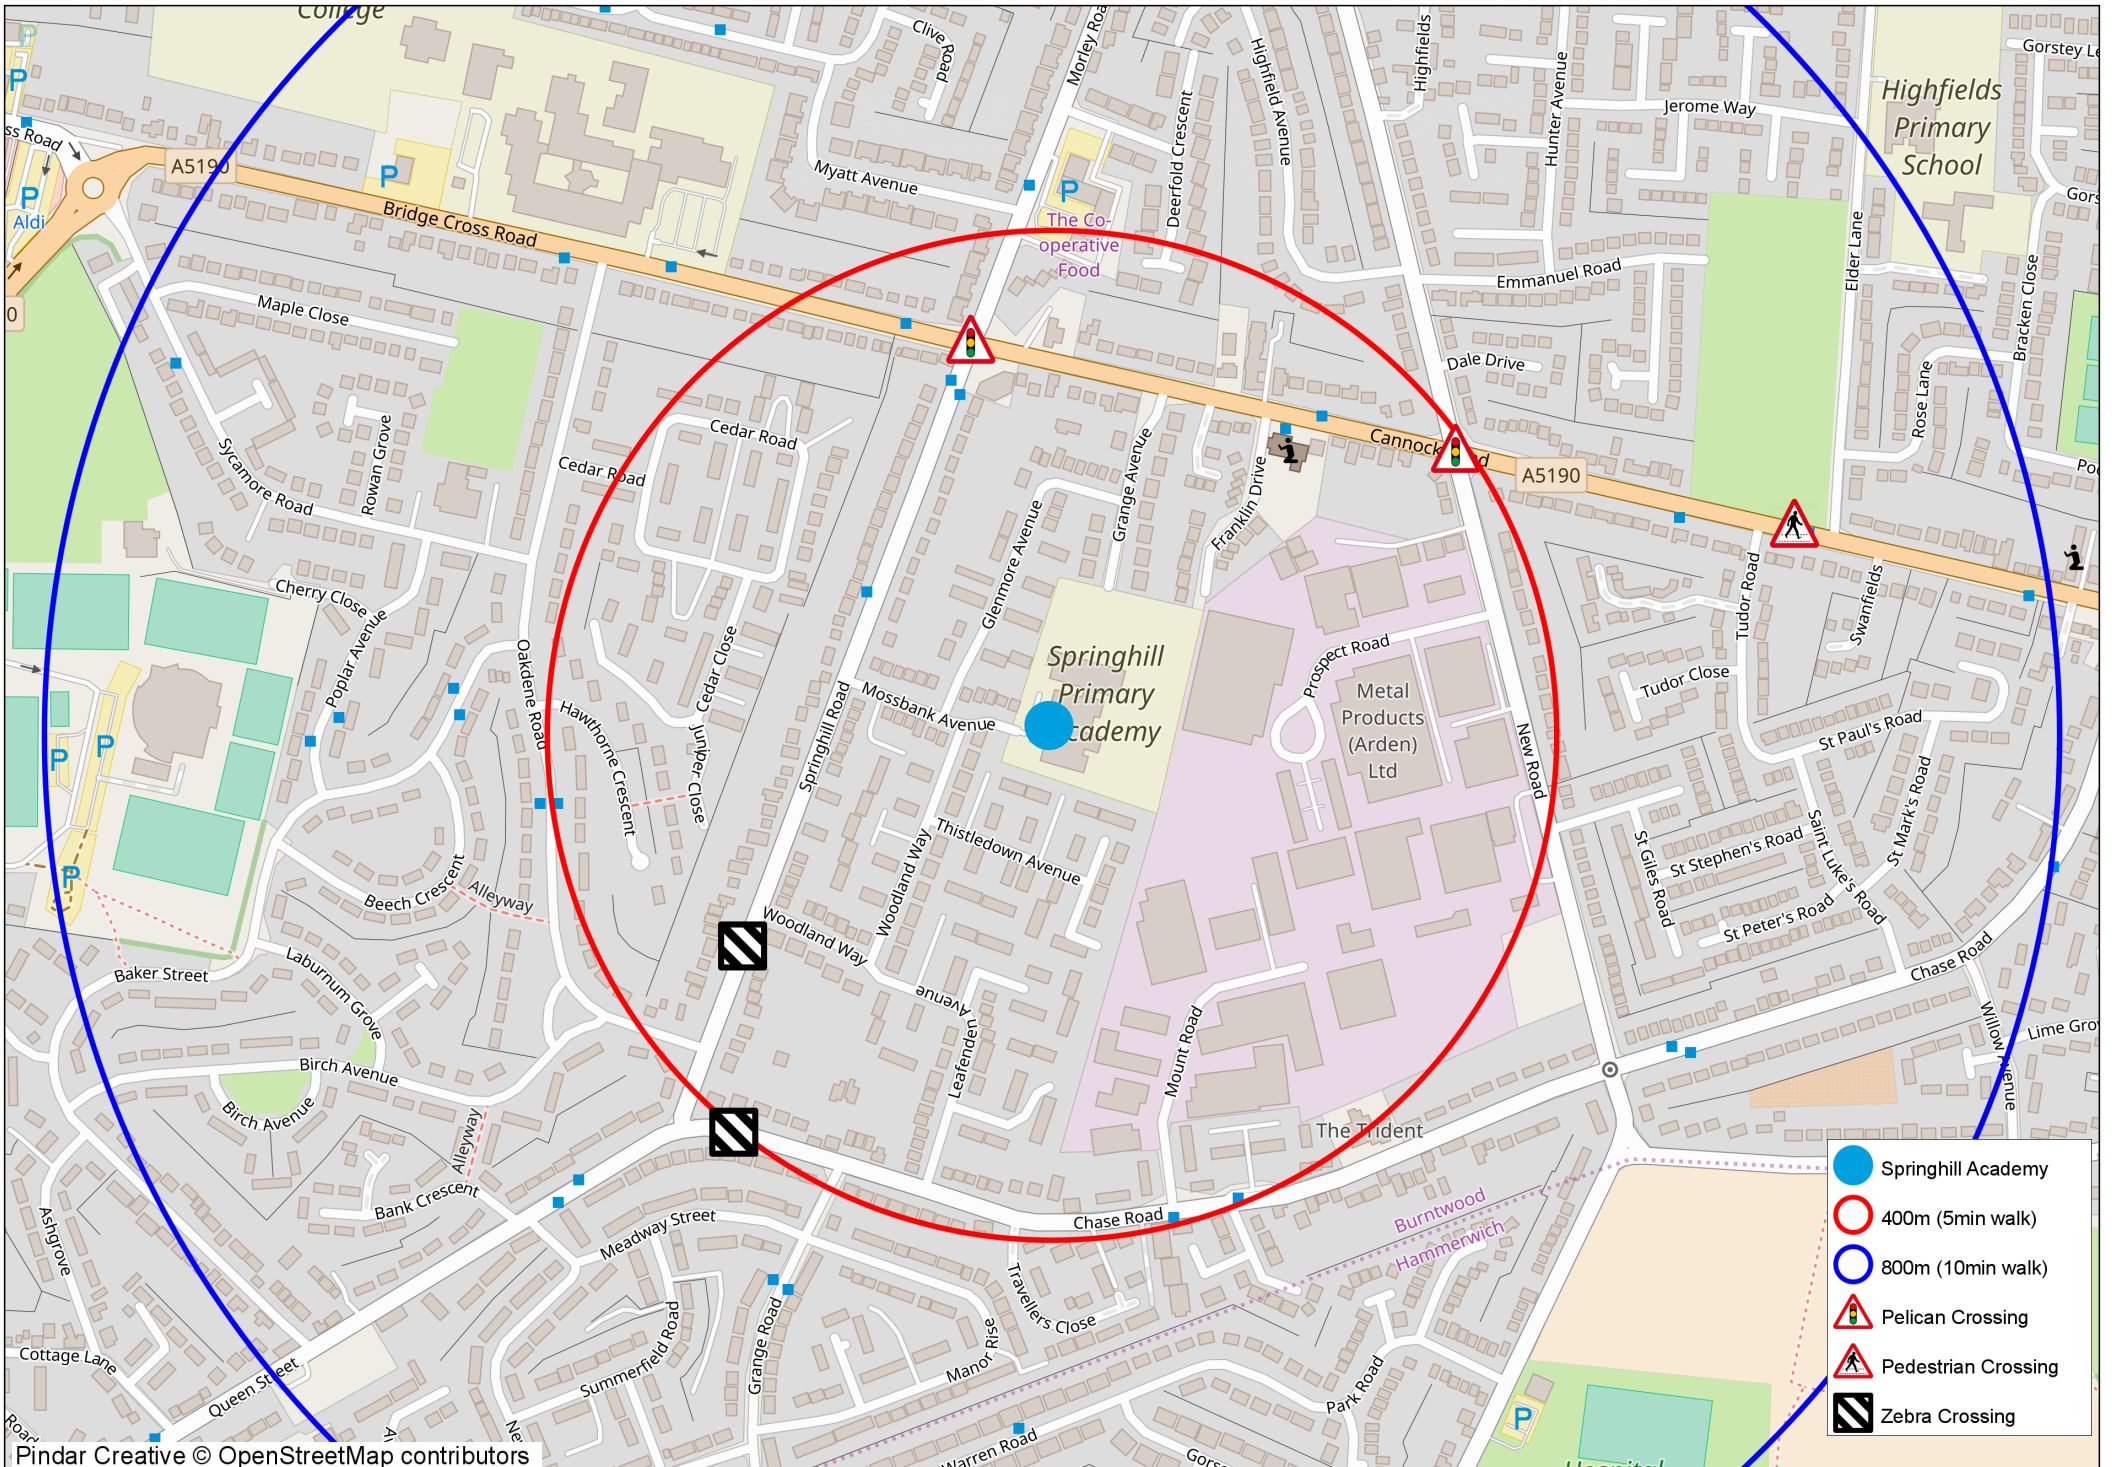 College
Clive Road
Morley Roa
Highfield Avenue
Highfields
Hunter Avenue
Jerome Way
Gorstey Le
Highfields
Primary
School
P
P
ss Road
A5190
P
P
Aldi
Bridge Cross Road
Myatt Avenue
P
Deerfold Crescent
The Co-
operative
Food
Gors
Elder Lane
Emmanuel Road
Bracken Close
0
Maple Close
Dale Drive
Rose Lane
Cedar Road
Cedar Road
Rowan Grove
Sycamore Road
Grange Avenue
Franklin Drive
Cannock
d
A5190
Glenmore Avenue
Cherry Close
Poplar Avenue
Oakdene Road
Cedar Close
Springhill
Primary
cademy
Prospect Road
Metal
Products
(Arden)
Ltd
Tudor Road
Swanfields
Tudor Close
Mossbank Avenue
Springhill Road
Hawthorne Crescent
Juniper Close
New Road
St Paul's Road
P
P
P
Thistledown Avenue
Woodland Way
Woodland Way
St Giles Road
St Stephen's Road
Saint Luke's Road
St Mark's Road
St Peter's Road
Chase Road
Beech Crescent
Alleyway
Baker Street
Laburnum Grove
Leafenden Avenue
Mount Road
Willow Avenue
Lime Gro
Birch Avenue
Birch Avenue
Alleyway
The Trident
Bank Crescent
Ashgrove
Meadway Street
Chase Road
Burntwood
Hammerwich
Travellers Close
Manor Rise
Grange Road
Summerfield Road
Cottage Lane
Queen Street
Park Road
P
Warren Road
Road
Hospital
Springhill Academy
400m (5min walk)
800m (10min walk)
Pelican Crossing
Pedestrian Crossing
Zebra Crossing
Pindar Creative © OpenStreetMap contributors